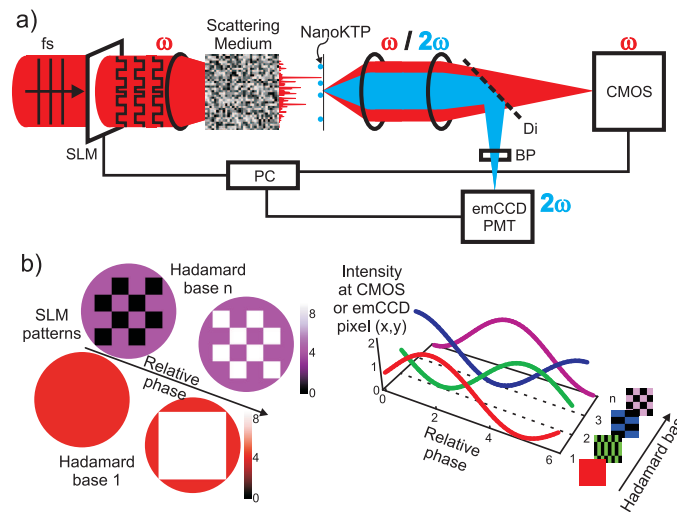 a)
fs
ω
Scattering
Medium
NanoKTP
ω / 2ω
ω
CMOS
SLM
Di
BP
PC
emCCD
PMT
2ω
b)
Hadamard
base n
SLM
patterns
8
4
0
Relative
phase
Hadamard
base 1
8
4
0
Intensity
at CMOS
or emCCD
pixel (x,y)
2
1
0
0
2
4
6
Relative
phase
1
2
3
n
Hadamard base